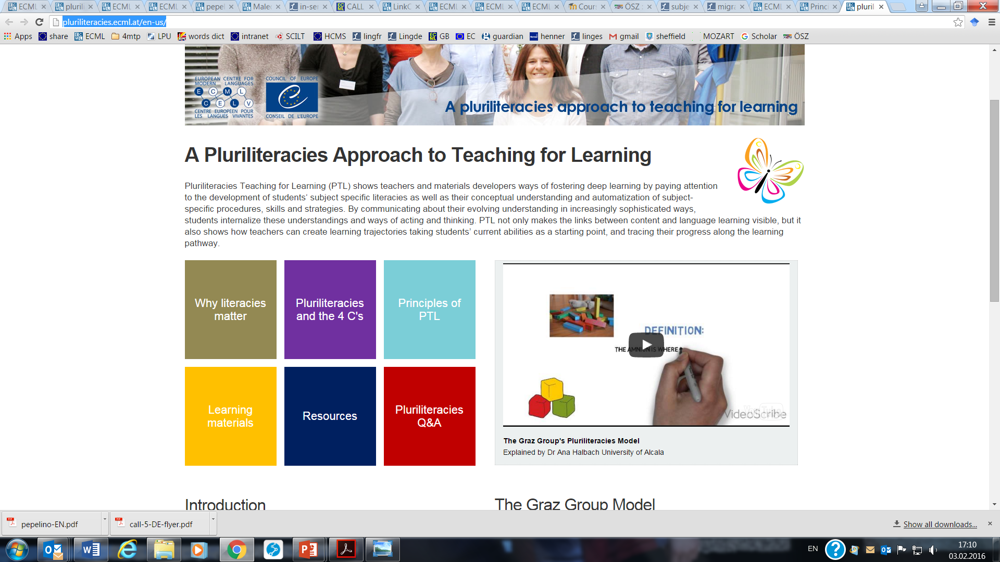 ECML
pluril
ECML
ECML
pepel
Male
in-se
CALL
LinkC
ECML
ECML
ECML
Cour
ÖSZ
subje
migra
ECML
Princi
pluril
pluriliteracies.ecml.at/en-us/
Apps share ECML 4mtp LPU words dict intranet SCILT HCMS lingfr Lingde GB EC guardian henner linges gmail sheffield MOZART Scholar ÖSZ
EUROPEAN CENTRE FOR
MODERN LANGUAGES
E C M L
C E L V
CENTRE EUROPEEN POUR
LES LANGUES VIVANTES
COUNCIL OF EUROPE
CONSEIL DE L'EUROPE
A pluriliteracies approach to teaching for learning
A Pluriliteracies Approach to Teaching for Learning
Pluriliteracies Teaching for Learning (PTL) shows teachers and materials developers ways of fostering deep learning by paying attention
to the development of students‘ subject specific literacies as well as their conceptual understanding and automatization of subject-
specific procedures, skills and strategies. By communicating about their evolving understanding in increasingly sophisticated ways,
students internalize these understandings and ways of acting and thinking. PTL not only makes the links between content and language learning visible, but it
also shows how teachers can create learning trajectories taking students’ current abilities as a starting point, and tracing their progress along the learning
pathway.
Why literacies
matter
Pluriliteracies
and the 4 C's
Principles of
PTL
Learning
materials
Resources
Pluriliteracies
Q&A
DEFINITION:
THE AMNION IS WHERE
YouTube
VideoScribe
The Graz Group's Pluriliteracies Model
Explained by Dr Ana Halbach University of Alcala
Introduction
The Graz Group Model
pepelino-EN.pdf
call-5-DE-flyer.pdf
Show all downloads...
EN
17:10
03.02.2016